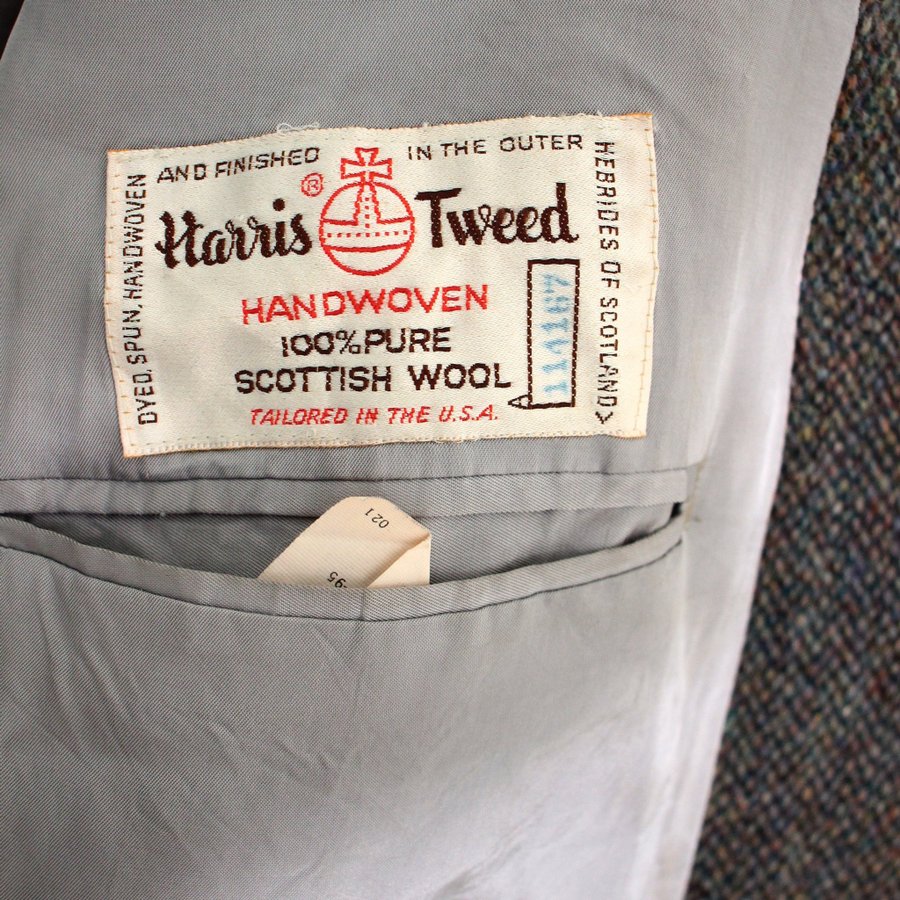 DYED, SPUN, HANDWOVEN
AND FINISHED
IN THE OUTER
HEBRIDES OF SCOTLAND
Harris ® Tweed
HANDWOVEN
100% PURE
SCOTTISH WOOL
TAILORED IN THE U.S.A.
021